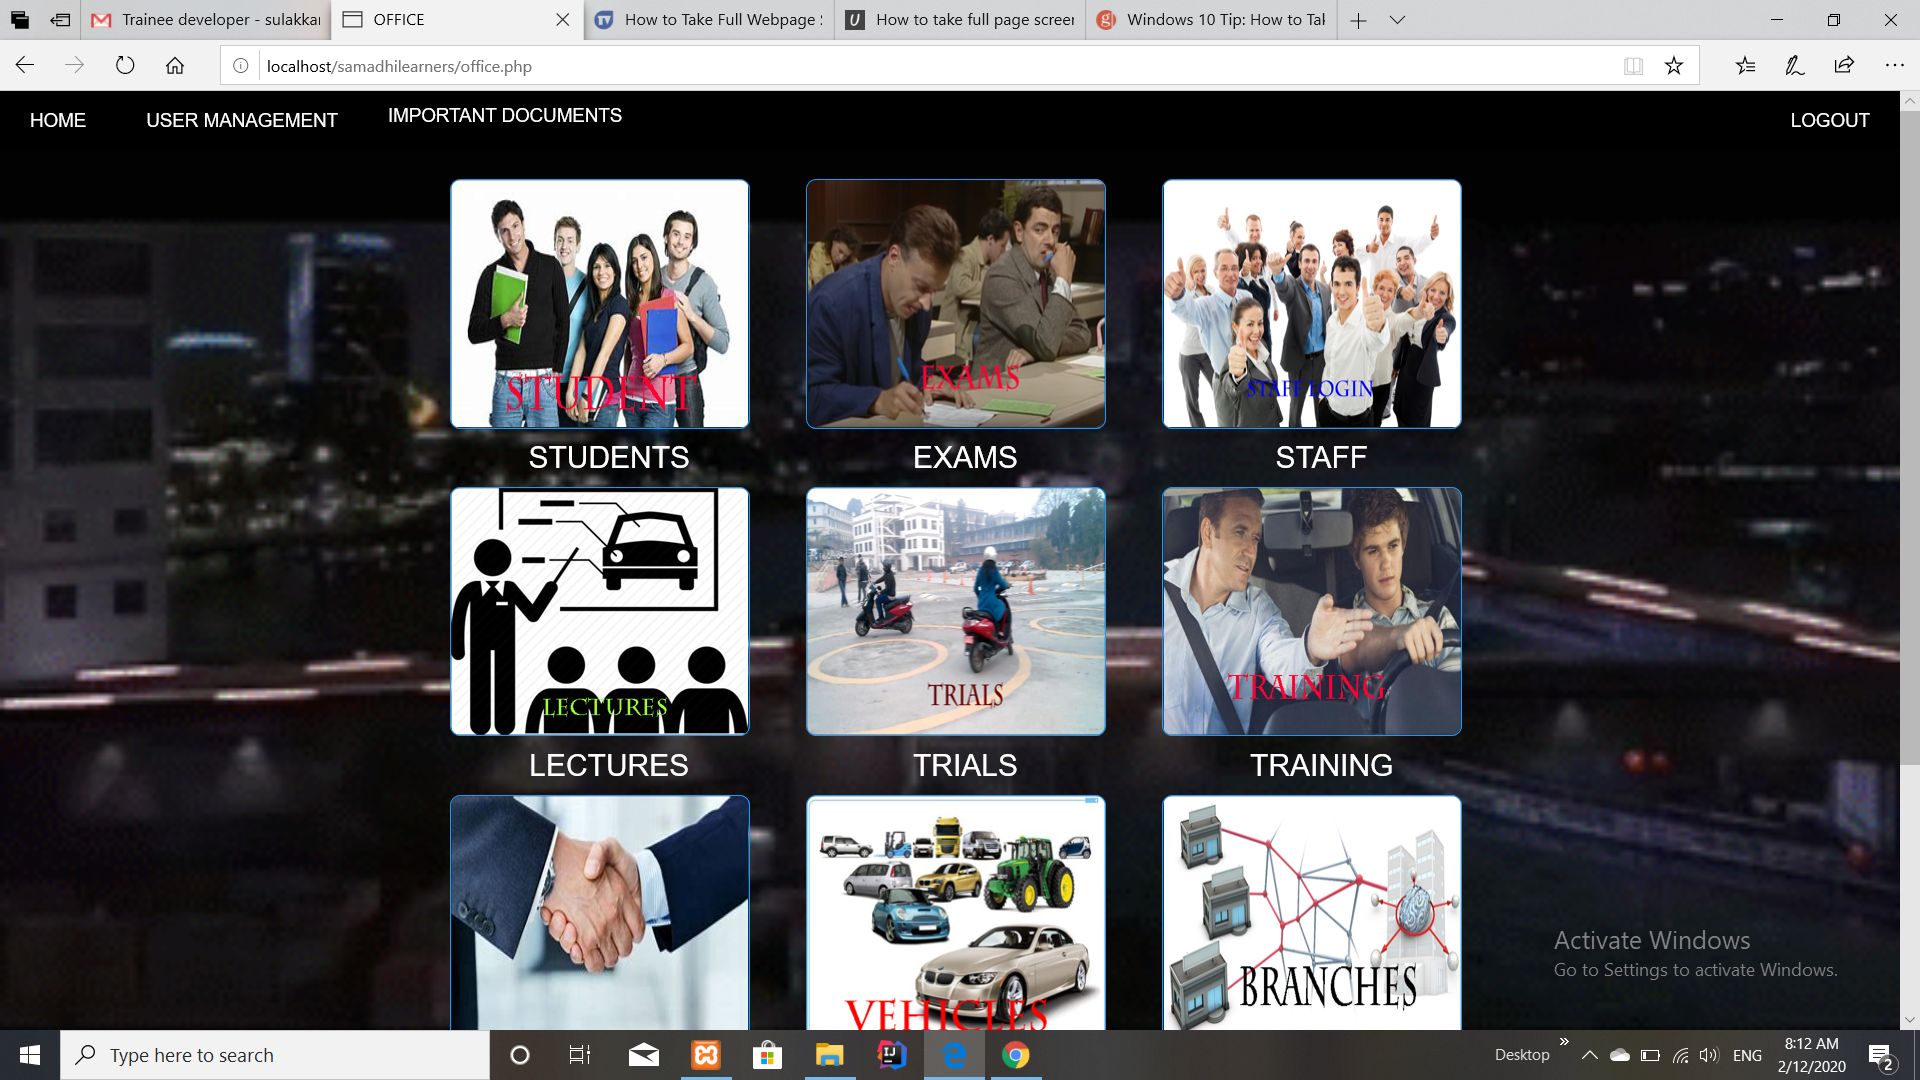 Trainee developer - sulakkar
OFFICE
How to Take Full Webpage S
How to take full page screen
Windows 10 Tip: How to Tak
localhost/samadhilearners/office.php
HOME
USER MANAGEMENT
IMPORTANT DOCUMENTS
LOGOUT
STUDENT
EXAMS
STAFF LOGIN
STUDENTS
EXAMS
STAFF
LECTURES
TRIALS
TRAINING
LECTURES
TRIALS
TRAINING
VEHICLES
BRANCHES
Activate Windows
Go to Settings to activate Windows.
Type here to search
Desktop
ENG
8:12 AM
2/12/2020
2